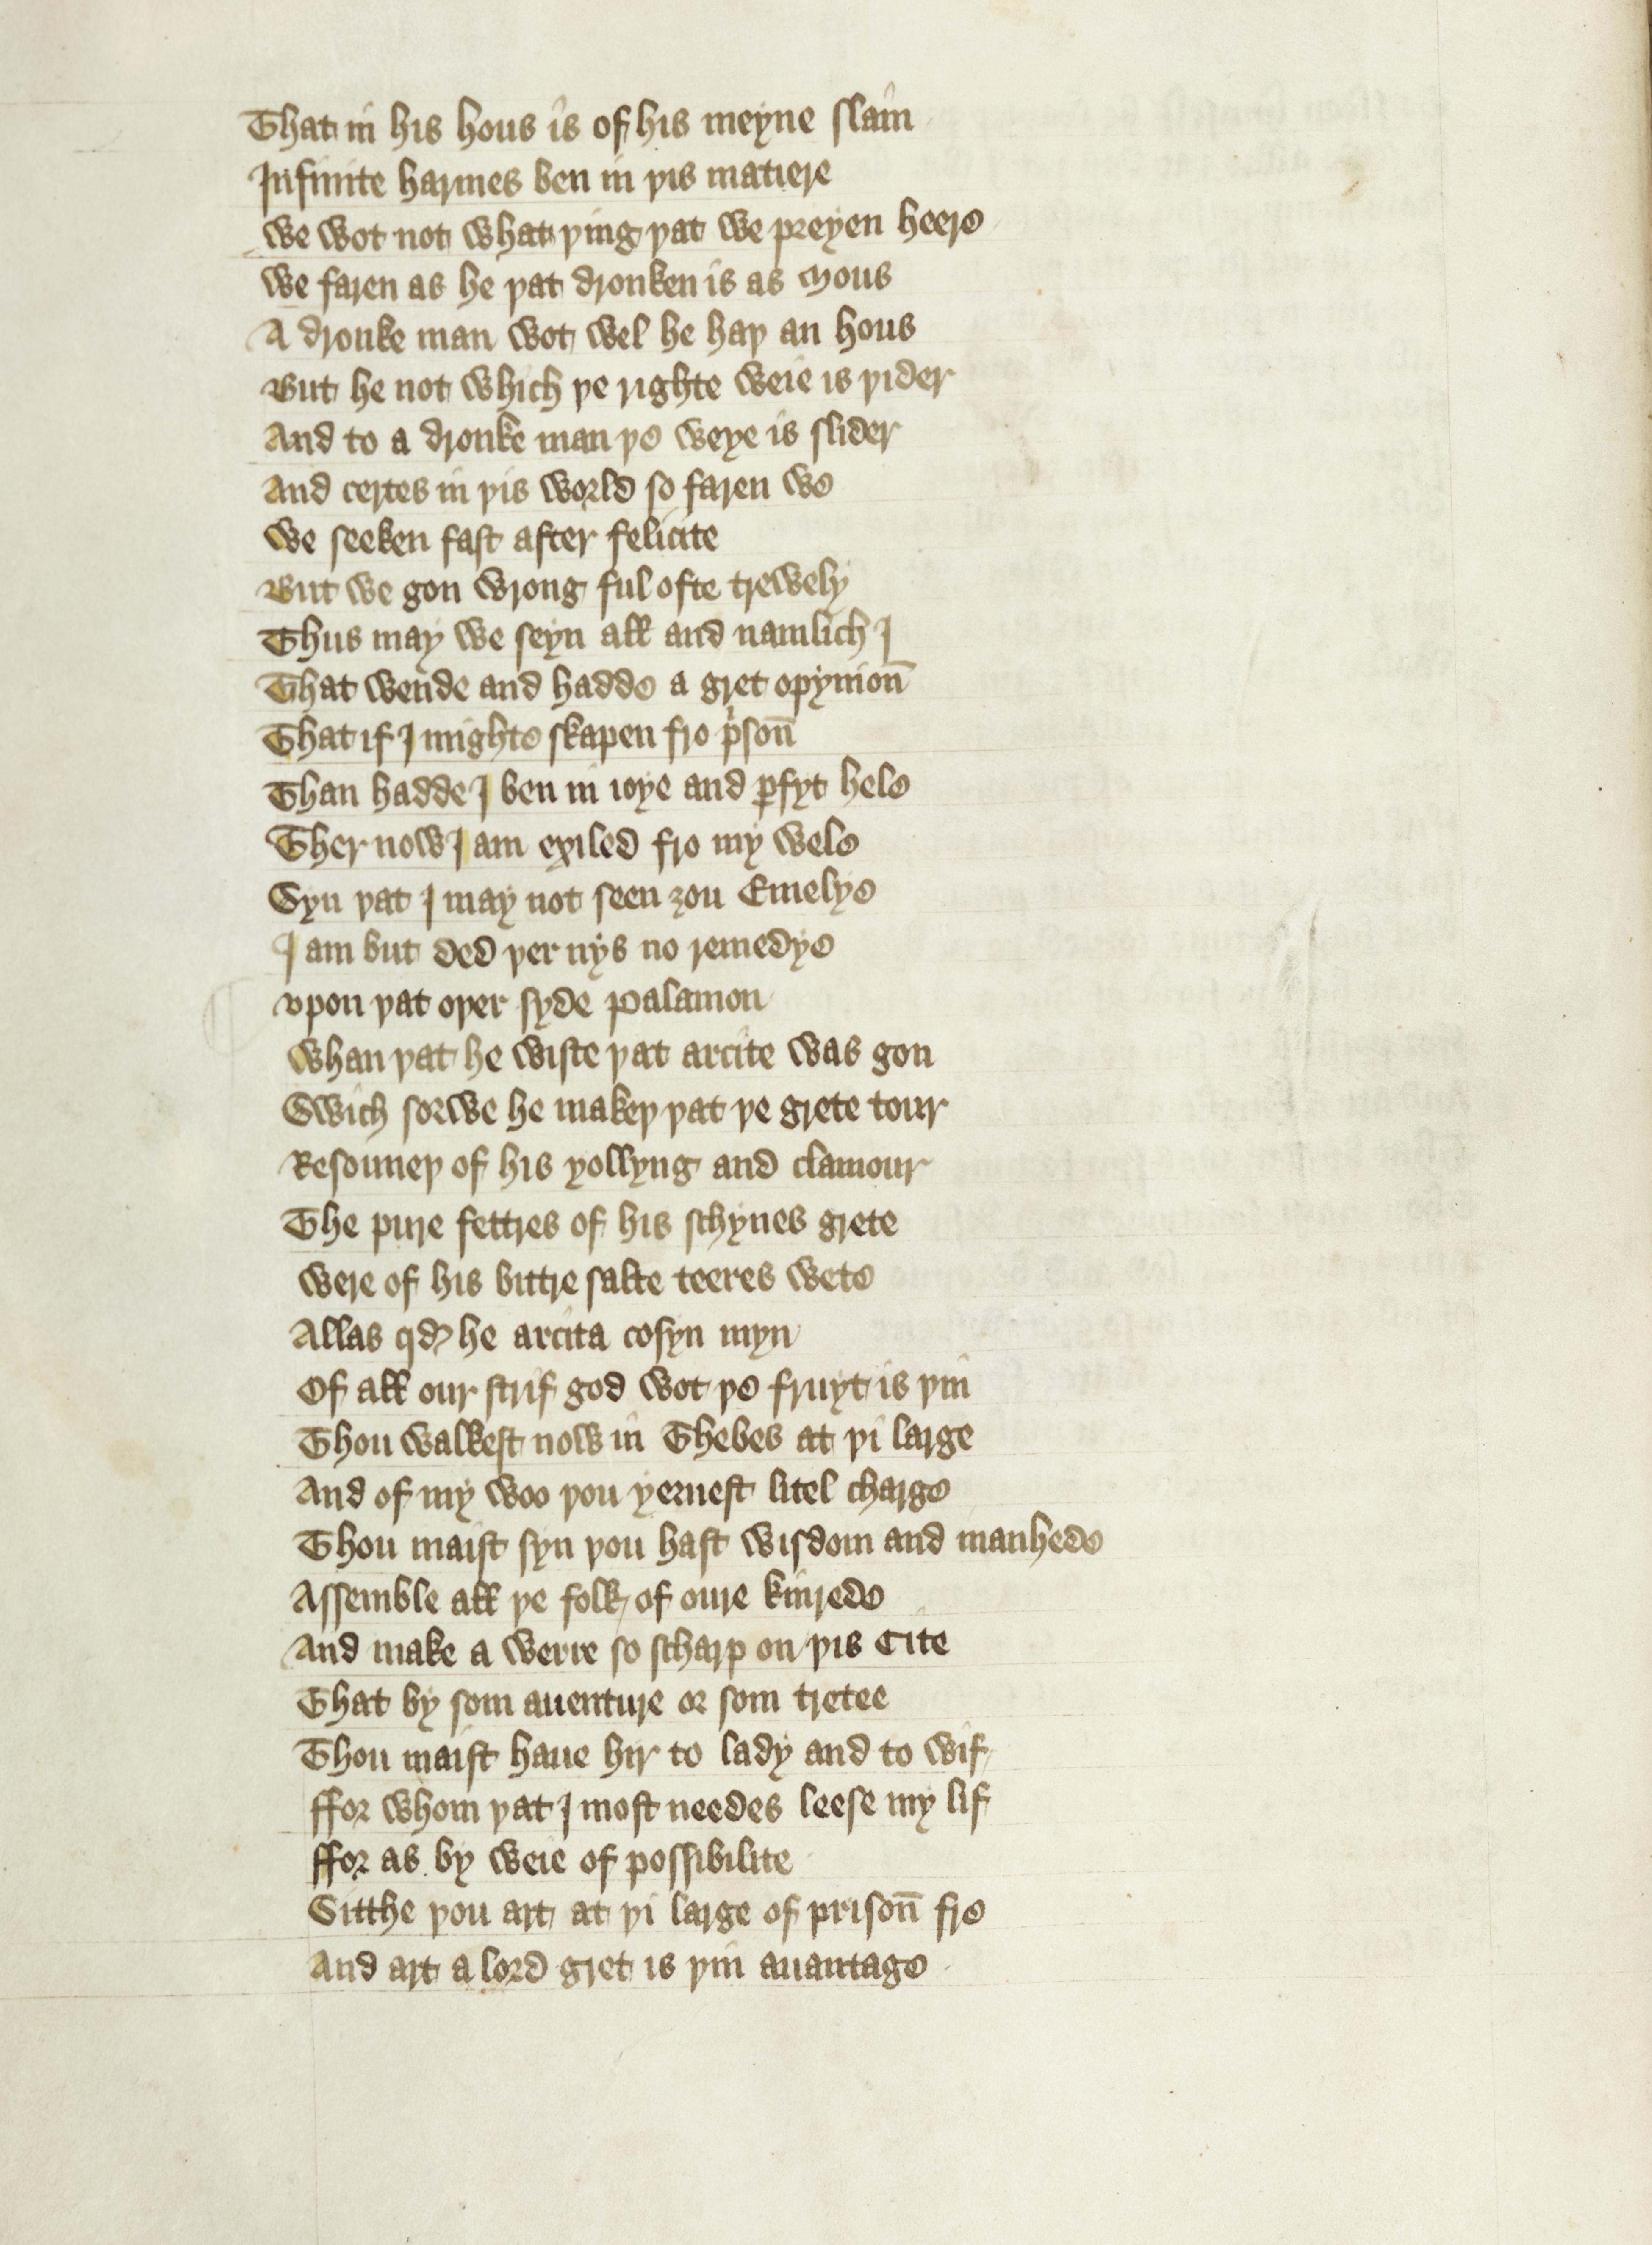 That in his hous is of his meyne slain
Infinite harmes ben in þis matiere
We wot not what þing þat we preyen heere
We faren as he þat dronken is as Mous
A dronke man wot wel he haþ an hous
But he not which þe righte weie is þider
And to a dronke man þe weye is slider
And certes in þis world so faren we
We seeken fast after felicite
But we gon wrong ful ofte trewely
Thus may we seyn all and namlich I
That wende and hadde a gret opynion̄
That if I mighte skapen fro pⁱson̄
Than hadde I ben in ioye and ꝑfyt hele
Ther now I am exiled fro my wele
Syn þat I may not seen ȝou Emelye
I am but ded þer nys no remedye
Vpon þat oþer syde Palamon
Whan þat he wiste þat arcite was gon
Swich sorwe he makeþ þat þe grete tour
Resouneþ of his yollyng and clamour
The pure fettres of his schynes grete
Were of his bittre salte teeres wete
Allas qd he arcita cosyn myn
Of all our strif god wot þe fruyt is þin
Thou walkest now in Thebes at þi large
And of my woo þou yeuest litel charge
Thou maist syn þou hast wisdom and manhede
Assemble all þe folk of oure kinrede
And make a werre so scharp on þis Cite
That by som auenture or som tretee
Thou maist haue hir to lady and to wif
ffor whom þat I most needes leese my lif
ffor as by weie of possibilite
Sitthe þou art at þi large of prison̄ fre
And art a lord gret is þin auantage